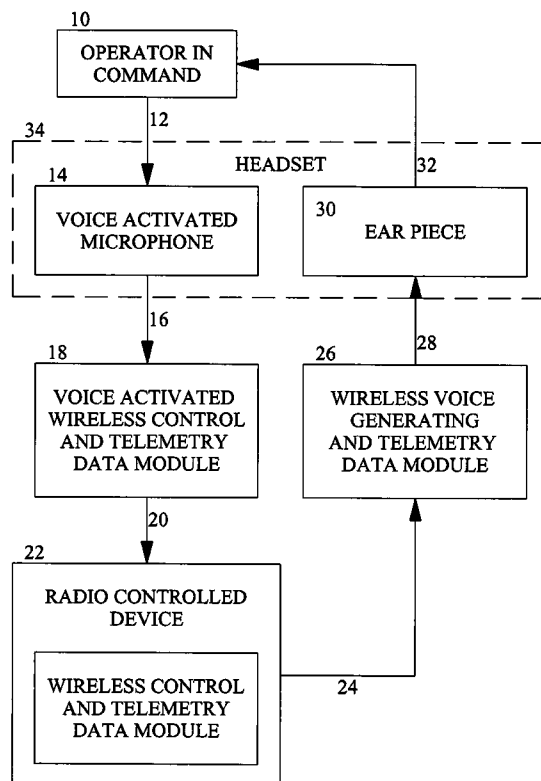 10
OPERATOR IN
COMMAND
12
34
HEADSET
32
14
VOICE ACTIVATED
MICROPHONE
30
EAR PIECE
16
28
18
VOICE ACTIVATED
WIRELESS CONTROL
AND TELEMETRY
DATA MODULE
26
WIRELESS VOICE
GENERATING
AND TELEMETRY
DATA MODULE
20
22
RADIO CONTROLLED
DEVICE
WIRELESS CONTROL
AND TELEMETRY
DATA MODULE
24